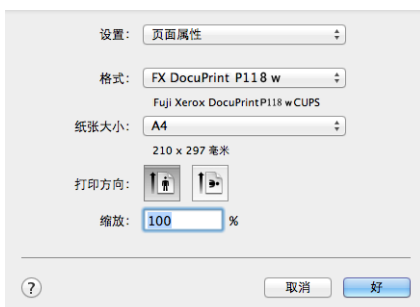 设置: 页面属性
格式: FX DocuPrint P118 w
Fuji Xerox DocuPrint P118 w CUPS
纸张大小: A4
210 x 297 毫米
打印方向:
缩放: 100 %
? 取消 好